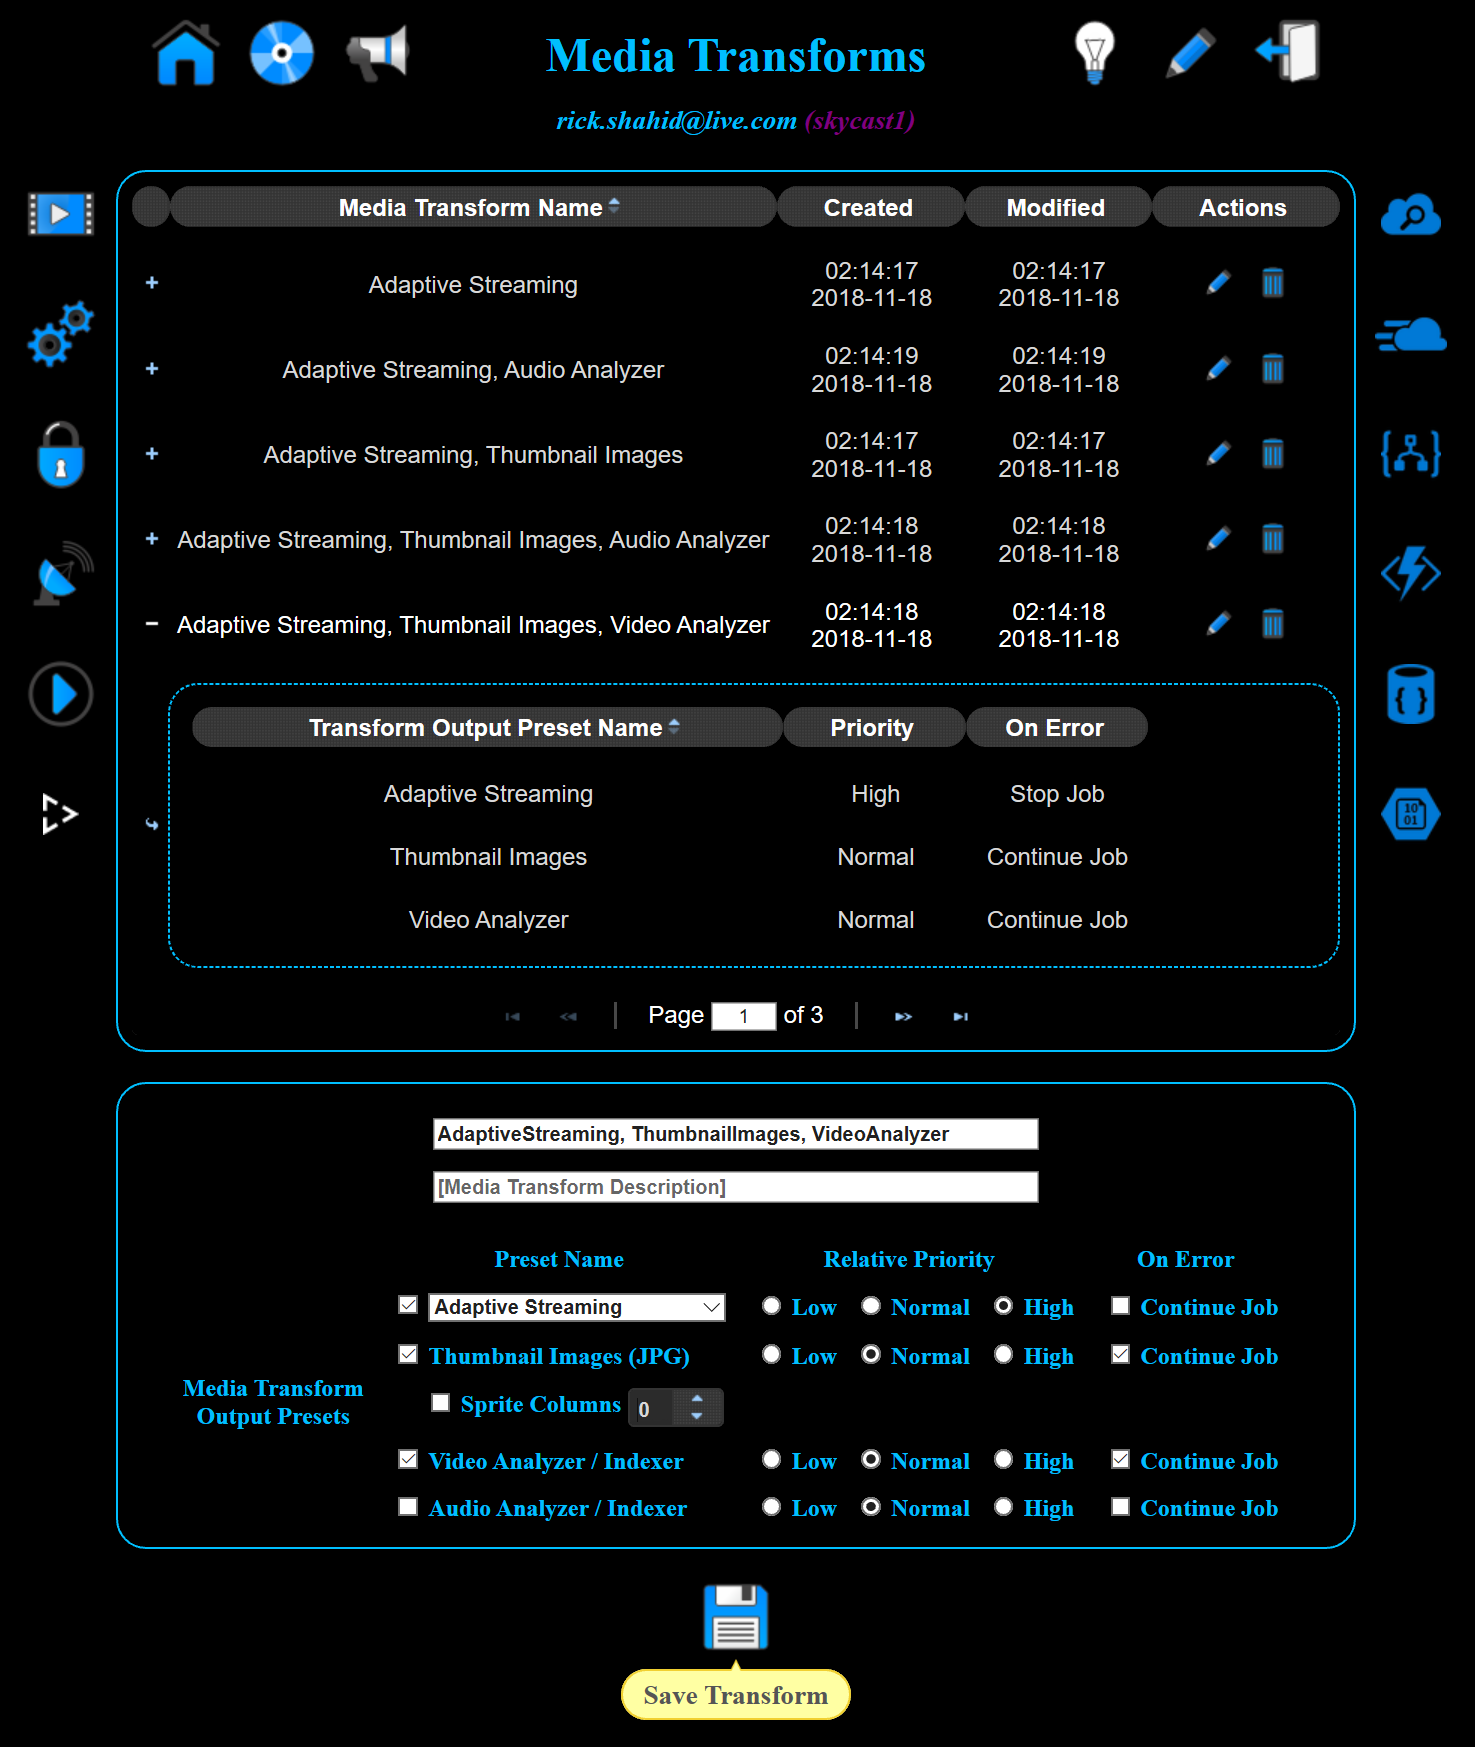 Media Transforms
rick.shahid@live.com (skycast1)
Media Transform Name Created Modified Actions
Adaptive Streaming 02:14:17 2018-11-18 02:14:17 2018-11-18
Adaptive Streaming, Audio Analyzer 02:14:19 2018-11-18 02:14:19 2018-11-18
Adaptive Streaming, Thumbnail Images 02:14:17 2018-11-18 02:14:17 2018-11-18
Adaptive Streaming, Thumbnail Images, Audio Analyzer 02:14:18 2018-11-18 02:14:18 2018-11-18
Adaptive Streaming, Thumbnail Images, Video Analyzer 02:14:18 2018-11-18 02:14:18 2018-11-18
Transform Output Preset Name Priority On Error
Adaptive Streaming High Stop Job
Thumbnail Images Normal Continue Job
Video Analyzer Normal Continue Job
Page 1 of 3
AdaptiveStreaming, ThumbnailImages, VideoAnalyzer
[Media Transform Description]
Preset Name Relative Priority On Error
Adaptive Streaming Low Normal High Continue Job
Thumbnail Images (JPG) Low Normal High Continue Job
Media Transform
Output Presets
Sprite Columns 0
Video Analyzer / Indexer Low Normal High Continue Job
Audio Analyzer / Indexer Low Normal High Continue Job
Save Transform
10
01